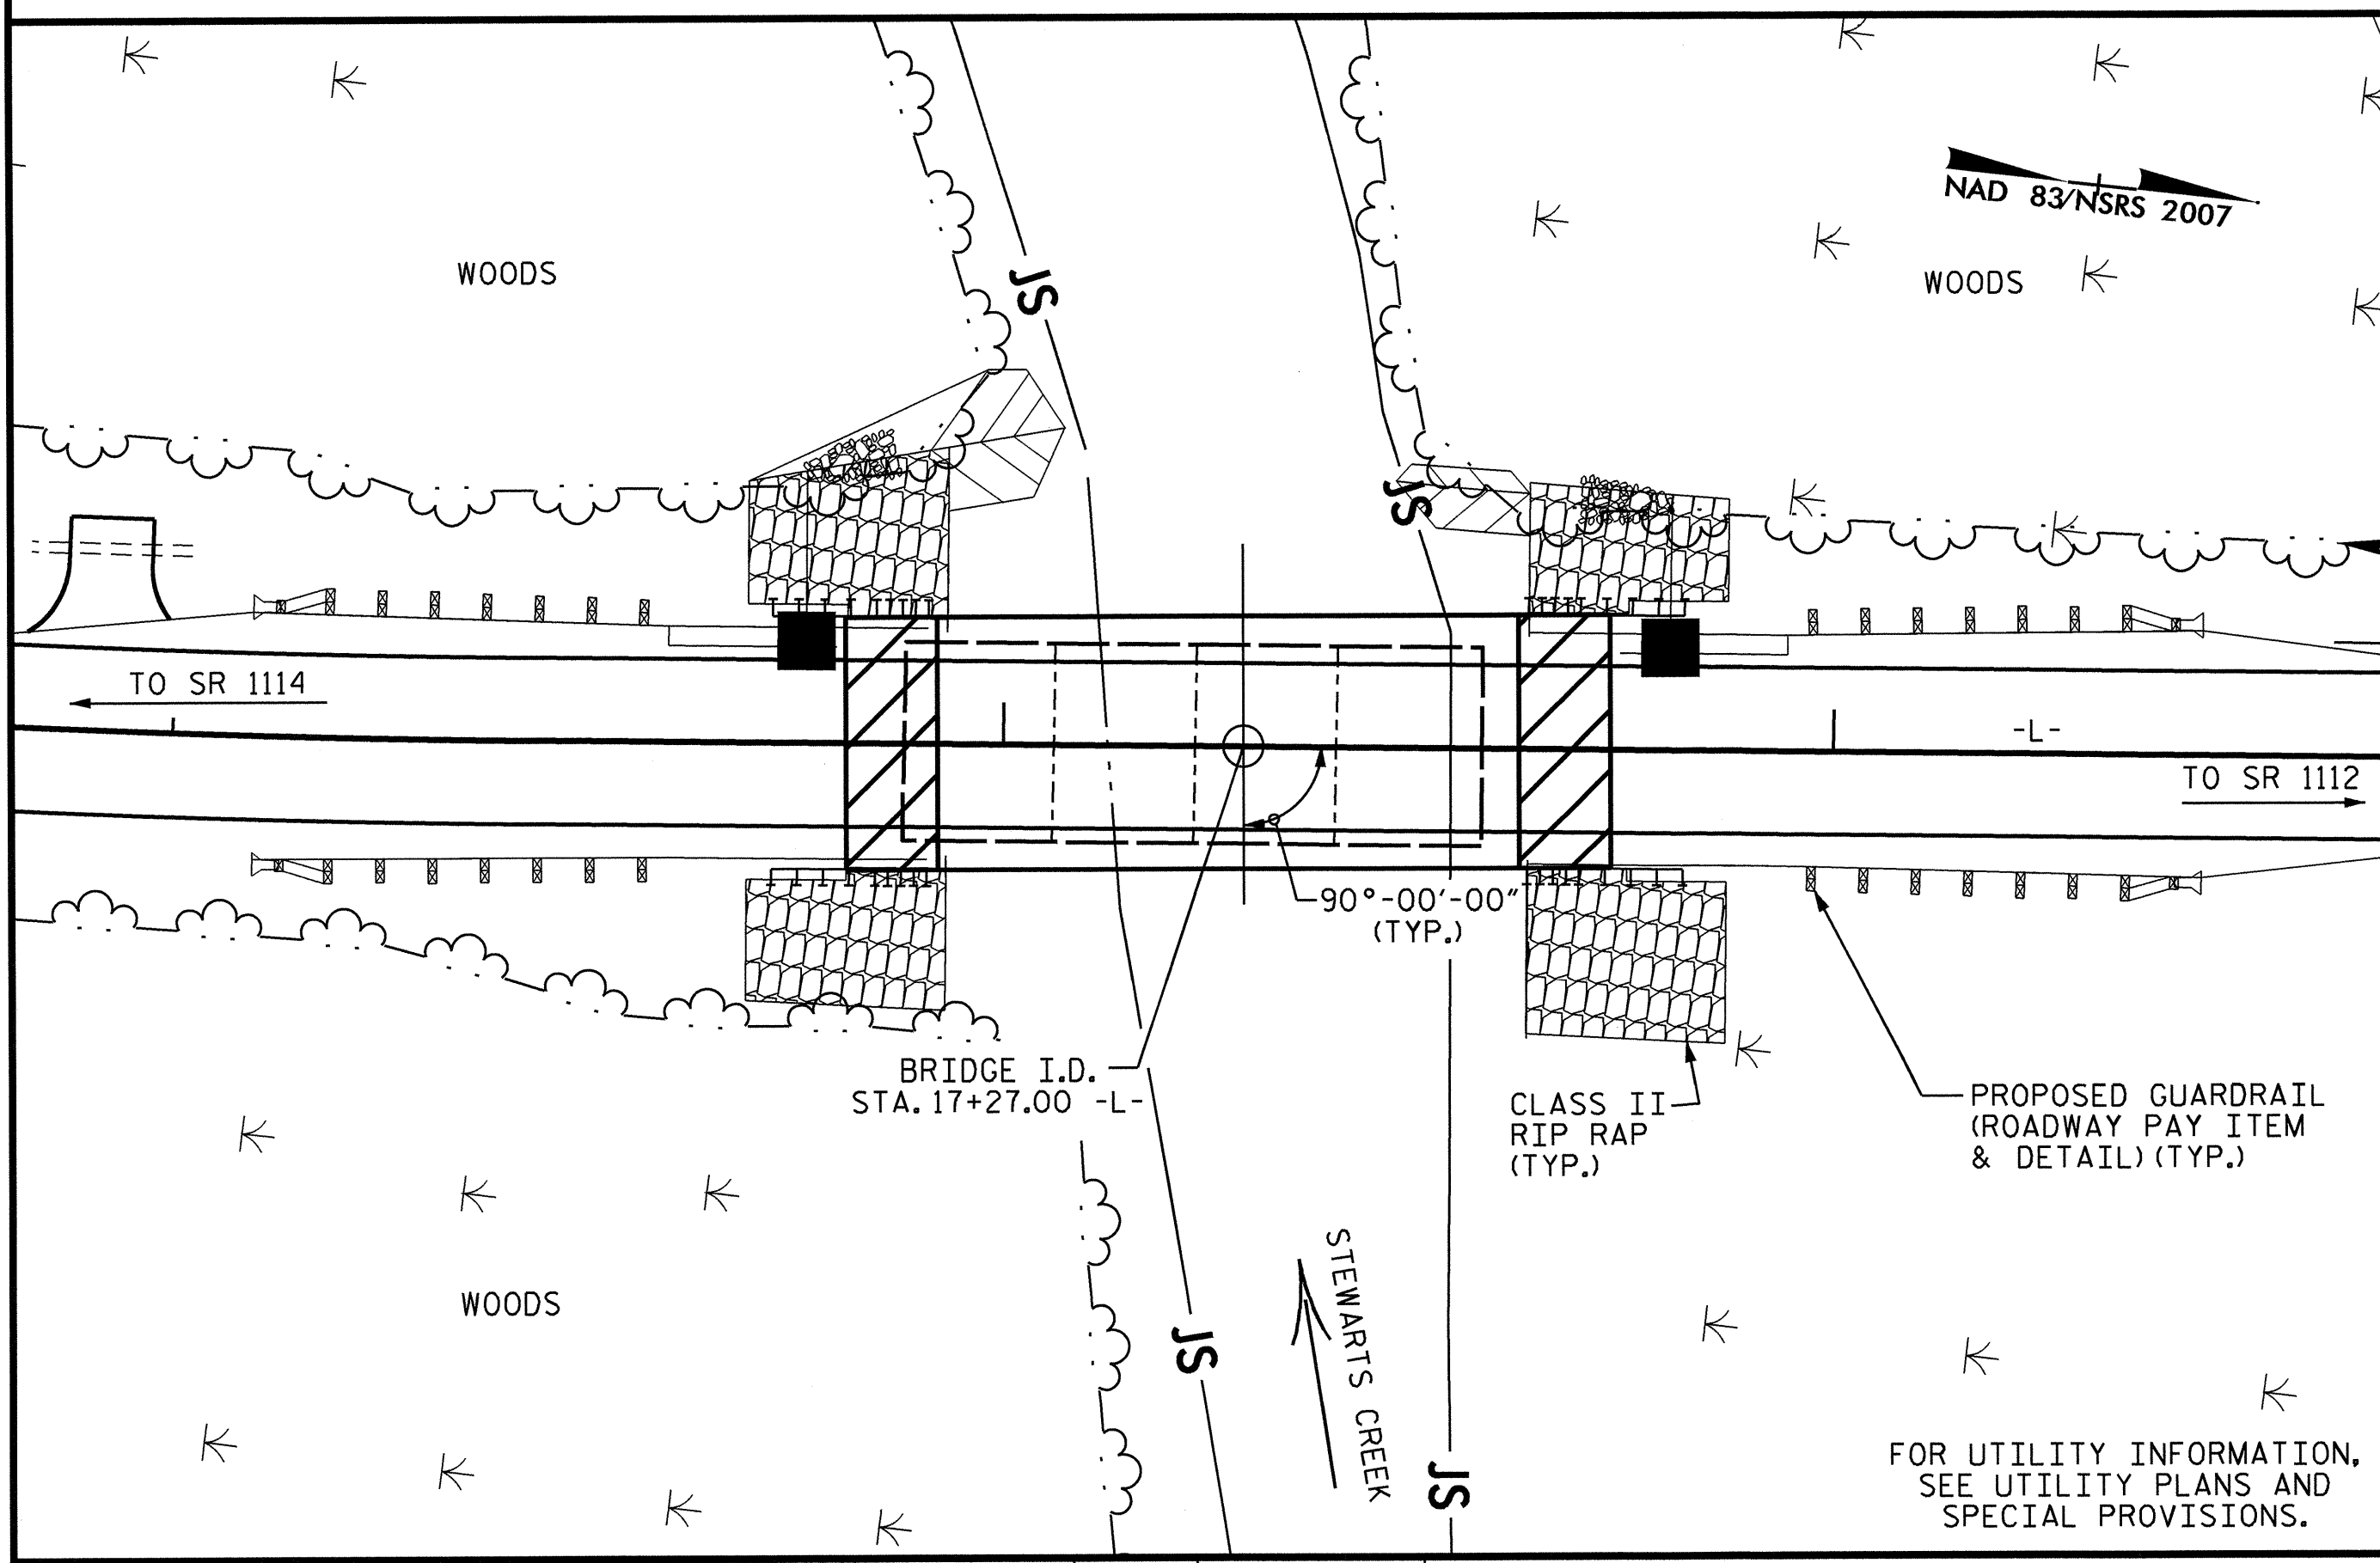 NAD 83/NSRS 2007
WOODS
WOODS
JS
JS
TO SR 1114
-L-
TO SR 1112
90°-00'-00"
(TYP.)
BRIDGE I.D.
STA. 17+27.00 -L-
CLASS II
RIP RAP
(TYP.)
PROPOSED GUARDRAIL
(ROADWAY PAY ITEM
& DETAIL) (TYP.)
STEWARTS CREEK
WOODS
JS
JS
FOR UTILITY INFORMATION,
SEE UTILITY PLANS AND
SPECIAL PROVISIONS.